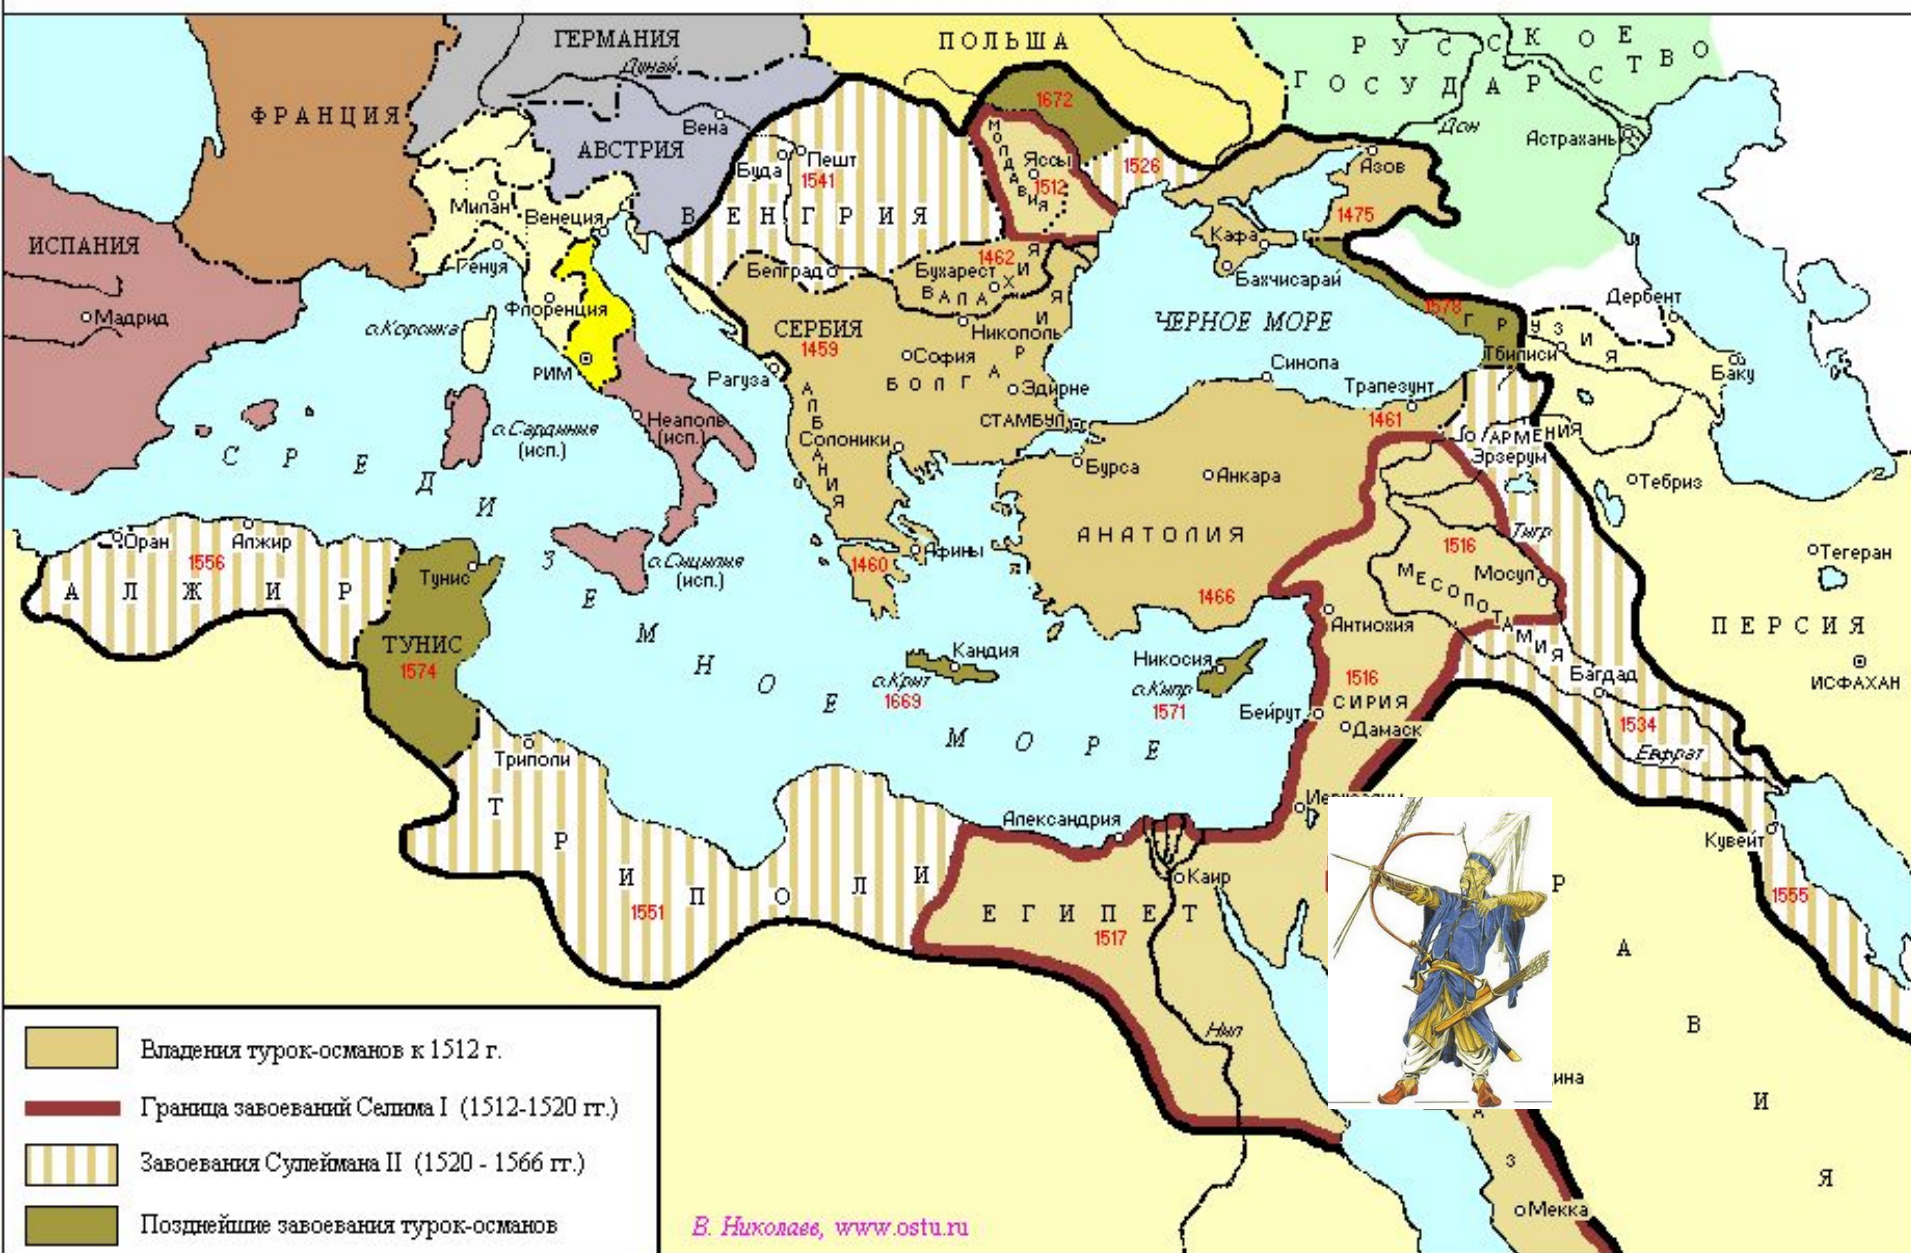 ГЕРМАНИЯ
Дунай
ПОЛЬША
РУССКОЕ
ГОСУДАРСТВО
ФРАНЦИЯ
Вена
АВСТРИЯ
1672
Дон
Астрахань
Буда
Пешт
1541
МОЛДАВИЯ
Яссы
1512
1526
Азов
1475
Милан
Венеция
ВЕНГРИЯ
ИСПАНИЯ
Генуя
Белград
1462
Бухарест
ВАЛАХИЯ
Кафа
Бахчисарай
Дербент
Мадрид
о.Корсика
Флоренция
СЕРБИЯ
1459
Никополь
ЧЕРНОЕ МОРЕ
1578
ГРУЗИЯ
Тбилиси
Баку
РИМ
Рагуза
София
БОЛГАРИЯ
Эдирне
Синопа
Трапезунт
1461
о.Сардиния
(исп.)
Неаполь
(исп.)
АЛБАНИЯ
Солоники
СТАМБУЛ
Бурса
Анкара
АРМЕНИЯ
Эрзерум
Тебриз
СРЕДИЗЕМНОЕ МОРЕ
АНАТОЛИЯ
1516
Тигр
Мосул
МЕСОПОТАМИЯ
Тегеран
Оран
Алжир
1556
АЛЖИР
Тунис
о.Сицилия
(исп.)
1460
Афины
1466
Антиохия
ПЕРСИЯ
ТУНИС
1574
Кандия
о.Крит
1669
Никосия
о.Кипр
1571
1516
СИРИЯ
Бейрут
Дамаск
Багдад
1534
Евфрат
ИСФАХАН
Триполи
ТРИПОЛИ
1551
Александрия
Каир
ЕГИПЕТ
1517
Нил
Кувейт
1555
Р
А
В
И
Я
ина
А
З
Мекка
Владения турок-османов к 1512 г.
Граница завоеваний Селима I (1512-1520 гг.)
Завоевания Сулеймана II (1520 - 1566 гг.)
Позднейшие завоевания турок-османов
В. Николаев, www.ostu.ru